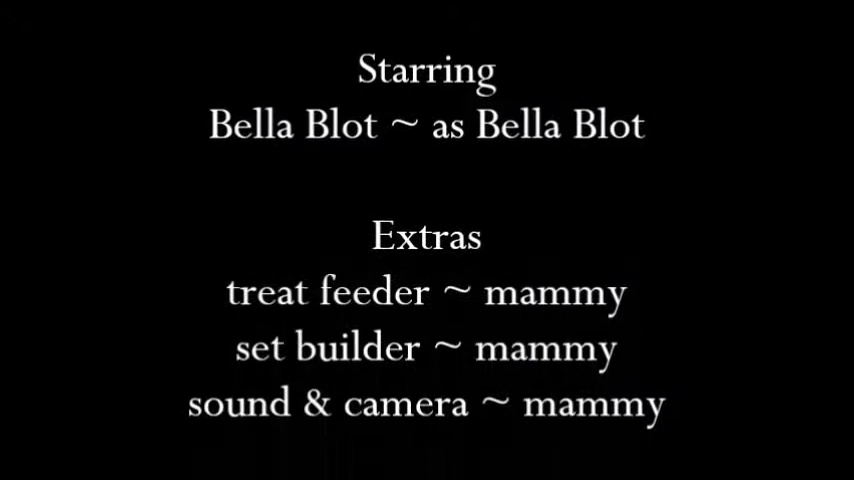 Starring
Bella Blot ~ as Bella Blot
Extras
treat feeder ~ mammy
set builder ~ mammy
sound & camera ~ mammy